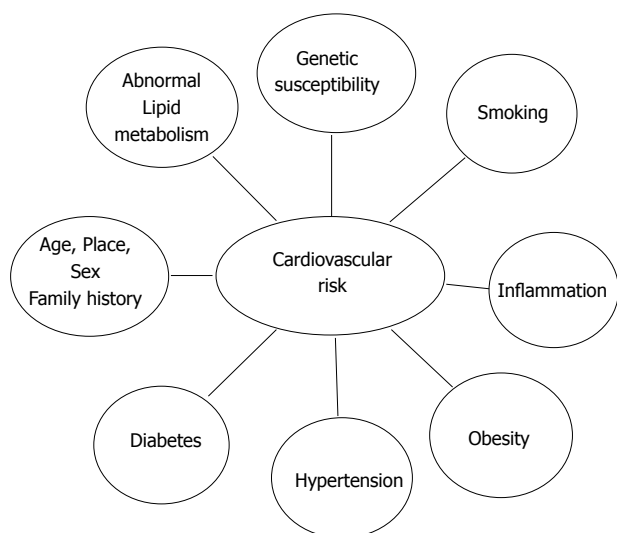 Genetic
susceptibility
Abnormal
Lipid
metabolism
Smoking
Age, Place,
Sex
Family history
Cardiovascular
risk
Inflammation
Diabetes
Hypertension
Obesity